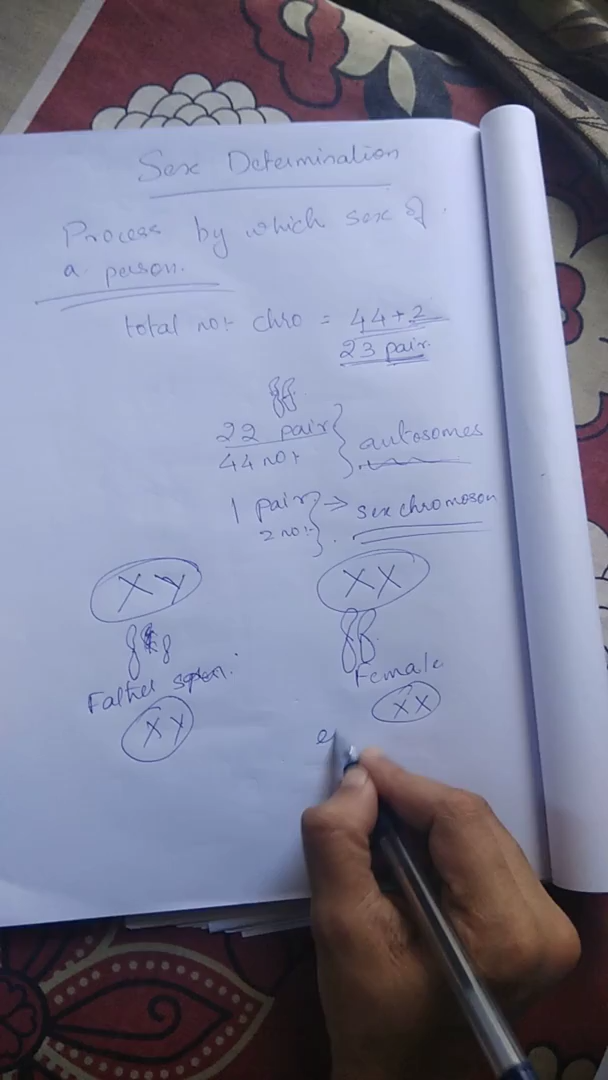 Sex Determination
Process by which sex of
a person.
total no:- chro = 44+2
23 pair.
22 pair
44 no:
autosomes
1 pair → sex chromosom
2 no:-
XY XX
Father
Female
XY XX